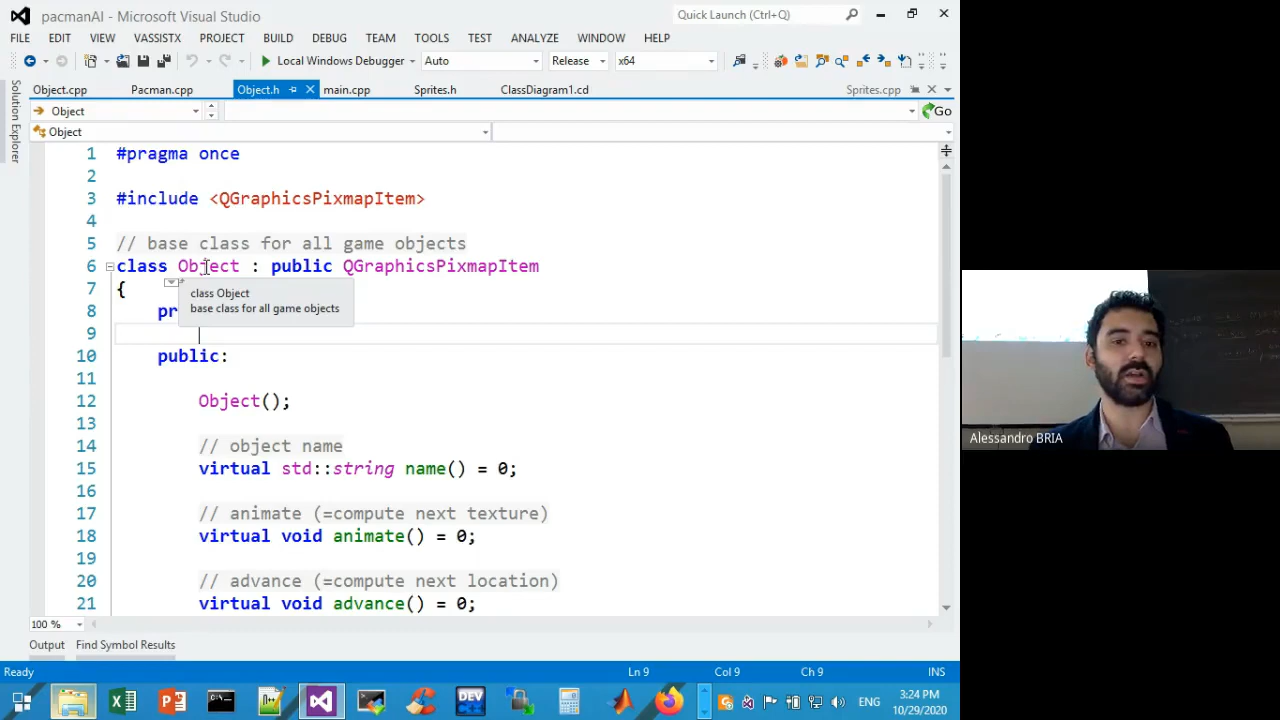 pacmanAI - Microsoft Visual Studio
Quick Launch (Ctrl+Q)
FILE EDIT VIEW VASSISTX PROJECT BUILD DEBUG TEAM TOOLS TEST ANALYZE WINDOW HELP
Local Windows Debugger Auto Release x64
Object.cpp Pacman.cpp Object.h main.cpp Sprites.h ClassDiagram1.cd Sprites.cpp
Solution Explorer
Object Go
Object
1 #pragma once
2
3 #include <QGraphicsPixmapItem>
4
5 // base class for all game objects
6 class Object : public QGraphicsPixmapItem
7 {
class Object
base class for all game objects
8 pr
9
10 public:
11
12 Object();
13
14 // object name
15 virtual std::string name() = 0;
16
17 // animate (=compute next texture)
18 virtual void animate() = 0;
19
20 // advance (=compute next location)
21 virtual void advance() = 0;
100 %
Output Find Symbol Results
Ready Ln 9 Col 9 Ch 9 INS
DEV
ENG
3:24 PM
10/29/2020
Alessandro BRIA